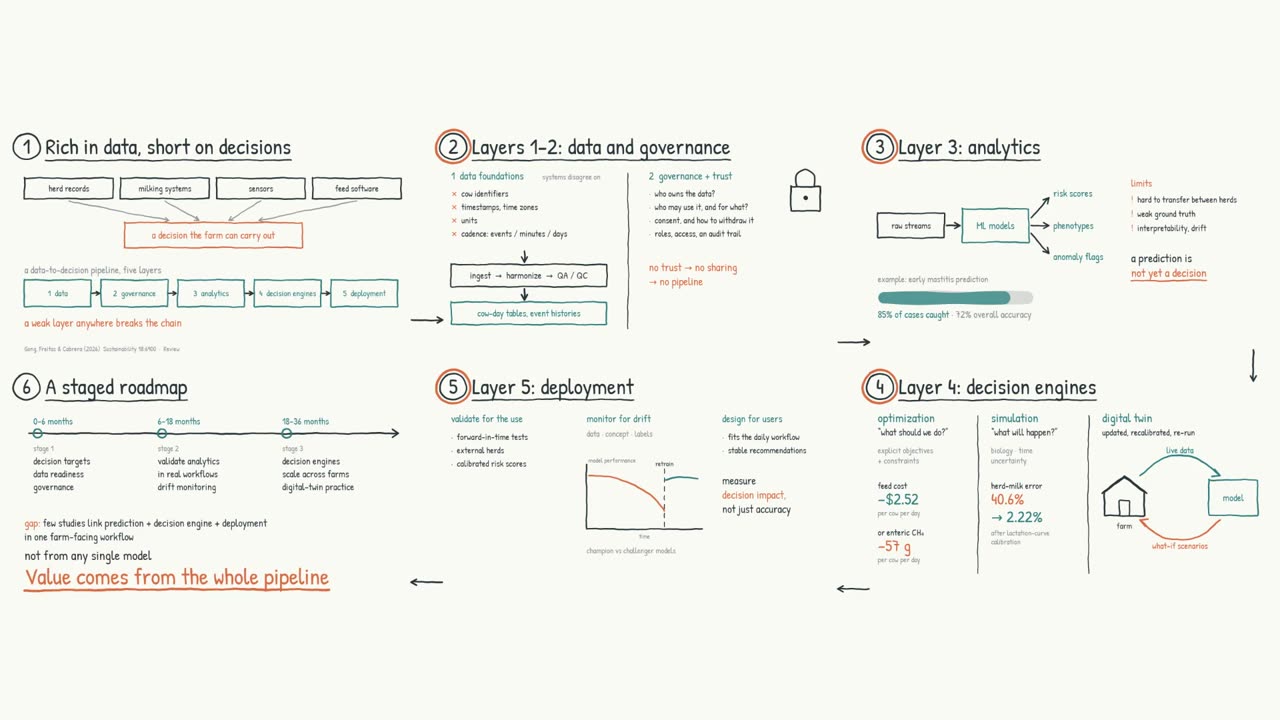 1 Rich in data, short on decisions
herd records
milking systems
sensors
feed software
a decision the farm can carry out
a data-to-decision pipeline, five layers
1 data
2 governance
3 analytics
4 decision engines
5 deployment
a weak layer anywhere breaks the chain
Gong, Freitas & Cabrera (2026) Sustainability 18:6900 · Review
2 Layers 1–2: data and governance
1 data foundations
systems disagree on
× cow identifiers
× timestamps, time zones
× units
× cadence: events / minutes / days
ingest → harmonize → QA / QC
cow-day tables, event histories
2 governance + trust
· who owns the data?
· who may use it, and for what?
· consent, and how to withdraw it
· roles, access, an audit trail
no trust → no sharing
→ no pipeline
3 Layer 3: analytics
raw streams
ML models
risk scores
phenotypes
anomaly flags
limits
! hard to transfer between herds
! weak ground truth
! interpretability, drift
a prediction is
not yet a decision
example: early mastitis prediction
85% of cases caught · 72% overall accuracy
4 Layer 4: decision engines
optimization
"what should we do?"
explicit objectives
+ constraints
feed cost
−$2.52
per cow per day
or enteric CH₄
−57 g
per cow per day
simulation
"what will happen?"
biology · time
uncertainty
herd-milk error
40.6%
→ 2.22%
after lactation-curve
calibration
digital twin
updated, recalibrated, re-run
live data
farm
model
what-if scenarios
5 Layer 5: deployment
validate for the use
· forward-in-time tests
· external herds
· calibrated risk scores
monitor for drift
data · concept · labels
model performance
retrain
time
champion vs challenger models
design for users
· fits the daily workflow
· stable recommendations
measure
decision impact,
not just accuracy
6 A staged roadmap
0–6 months
6–18 months
18–36 months
stage 1
decision targets
data readiness
governance
stage 2
validate analytics
in real workflows
drift monitoring
stage 3
decision engines
scale across farms
digital-twin practice
gap: few studies link prediction + decision engine + deployment
in one farm-facing workflow
not from any single model
Value comes from the whole pipeline